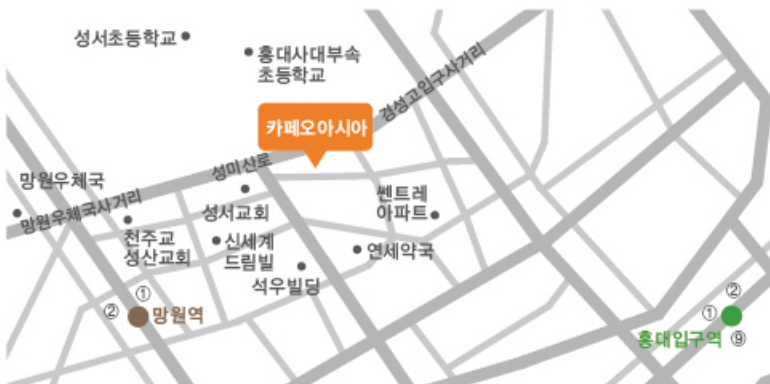 성서초등학교
홍대사대부속
초등학교
경성고입구사거리
카페오아시아
성미산로
망원우체국
망원우체국사거리
쎈트레
아파트
성서교회
천주교
성산교회
신세계
드림빌
연세약국
석우빌딩
①
② 망원역
②
①
홍대입구역 ⑨